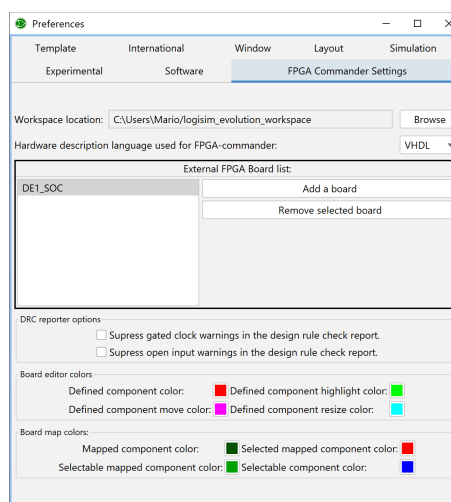 Preferences
Template International Window Layout Simulation
Experimental Software FPGA Commander Settings
Workspace location: C:\Users\Mario/logisim_evolution_workspace Browse
Hardware description language used for FPGA-commander: VHDL
External FPGA Board list:
DE1_SOC Add a board
Remove selected board
DRC reporter options
Supress gated clock warnings in the design rule check report.
Supress open input warnings in the design rule check report.
Board editor colors
Defined component color: Defined component highlight color:
Defined component move color: Defined component resize color:
Board map colors:
Mapped component color: Selected mapped component color:
Selectable mapped component color: Selectable component color: